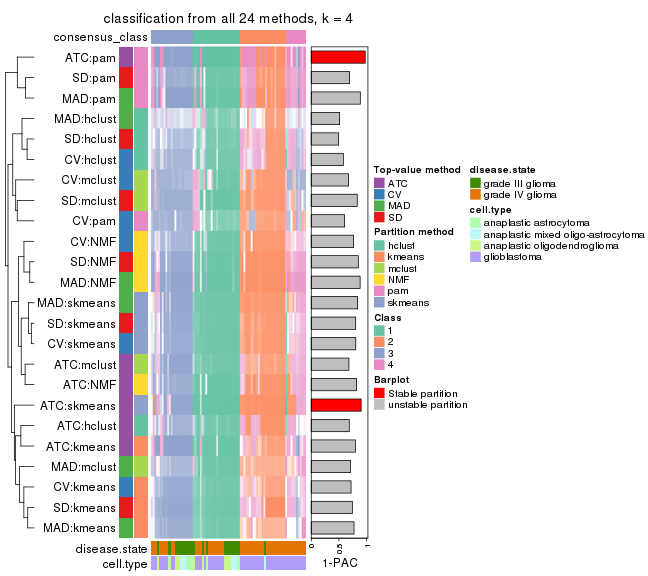 classification from all 24 methods, k = 4
consensus_class
ATC:pam
SD:pam
MAD:pam
MAD:hclust
SD:hclust
CV:hclust
CV:mclust
SD:mclust
CV:pam
CV:NMF
SD:NMF
MAD:NMF
MAD:skmeans
SD:skmeans
CV:skmeans
ATC:mclust
ATC:NMF
ATC:skmeans
ATC:hclust
ATC:kmeans
MAD:mclust
CV:kmeans
SD:kmeans
MAD:kmeans
disease.state
cell.type
0
0.5
1
1-PAC
Top-value method
ATC
CV
MAD
SD
Partition method
hclust
kmeans
mclust
NMF
pam
skmeans
Class
1
2
3
4
Barplot
Stable partition
unstable partition
disease.state
grade III glioma
grade IV glioma
cell.type
anaplastic astrocytoma
anaplastic mixed oligo-astrocytoma
anaplastic oligodendroglioma
glioblastoma